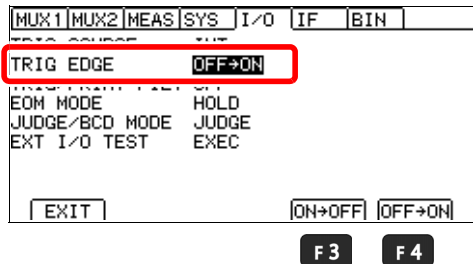 MUX1 MUX2 MEAS SYS I/O IF BIN
TRIG EDGE OFF→ON
EOM MODE HOLD
JUDGE/BCD MODE JUDGE
EXT I/O TEST EXEC
EXIT ON→OFF OFF→ON
F3 F4